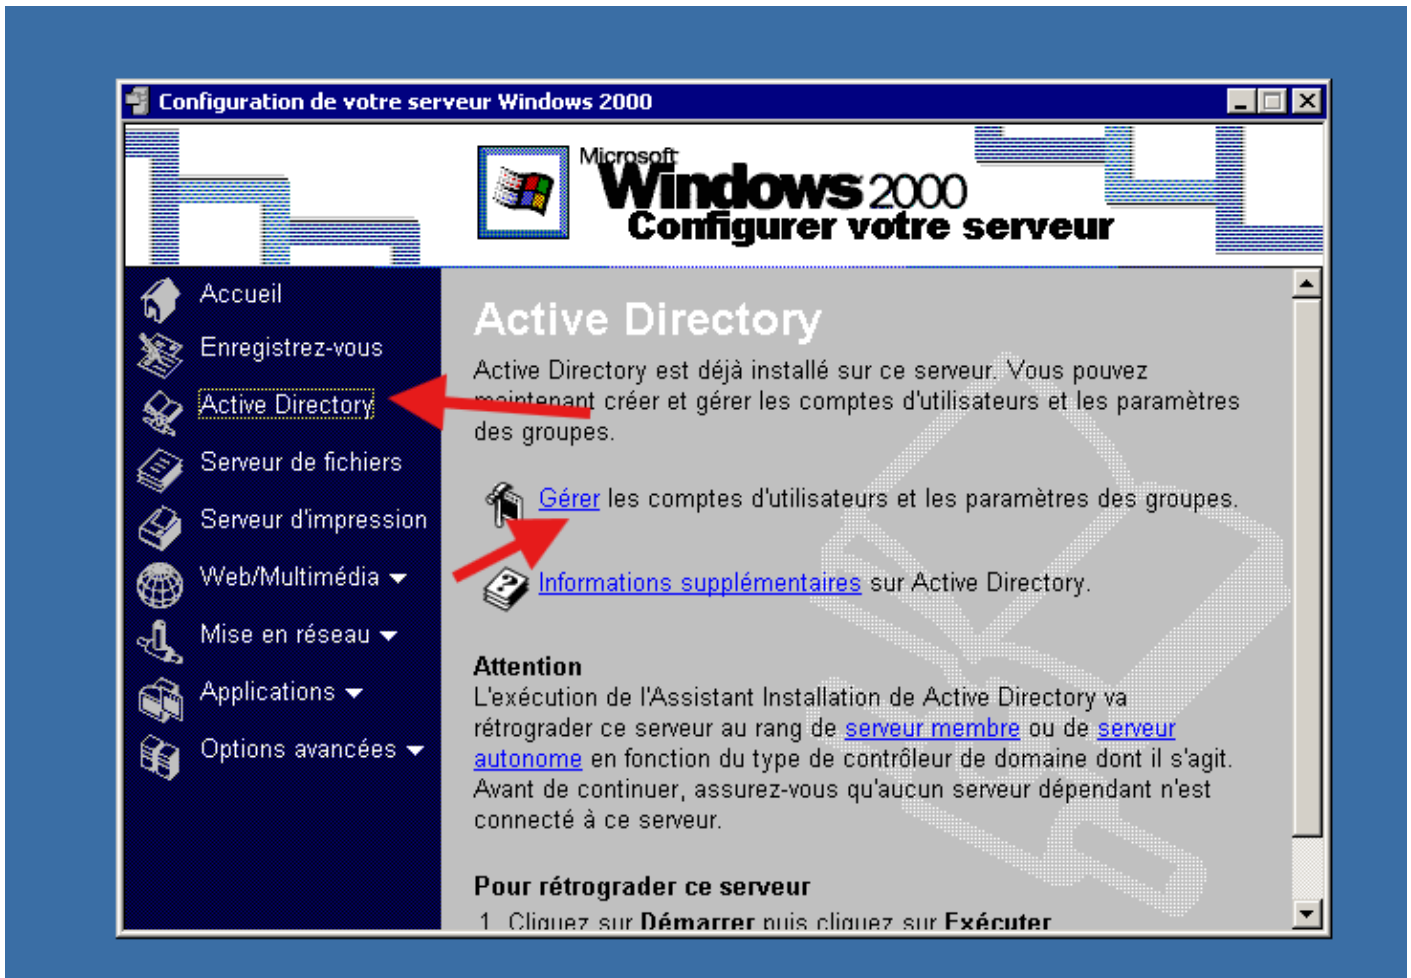 Configuration de votre serveur Windows 2000
Microsoft
Windows 2000
Configurer votre serveur
Accueil
Enregistrez-vous
Active Directory
Serveur de fichiers
Serveur d'impression
Web/Multimédia
Mise en réseau
Applications
Options avancées
Active Directory
Active Directory est déjà installé sur ce serveur. Vous pouvez
maintenant créer et gérer les comptes d'utilisateurs et les paramètres
des groupes.
Gérer les comptes d'utilisateurs et les paramètres des groupes.
Informations supplémentaires sur Active Directory.
Attention
L'exécution de l'Assistant Installation de Active Directory va
rétrograder ce serveur au rang de serveur membre ou de serveur
autonome en fonction du type de contrôleur de domaine dont il s'agit.
Avant de continuer, assurez-vous qu'aucun serveur dépendant n'est
connecté à ce serveur.
Pour rétrograder ce serveur
1. Cliquez sur Démarrer puis cliquez sur Exécuter